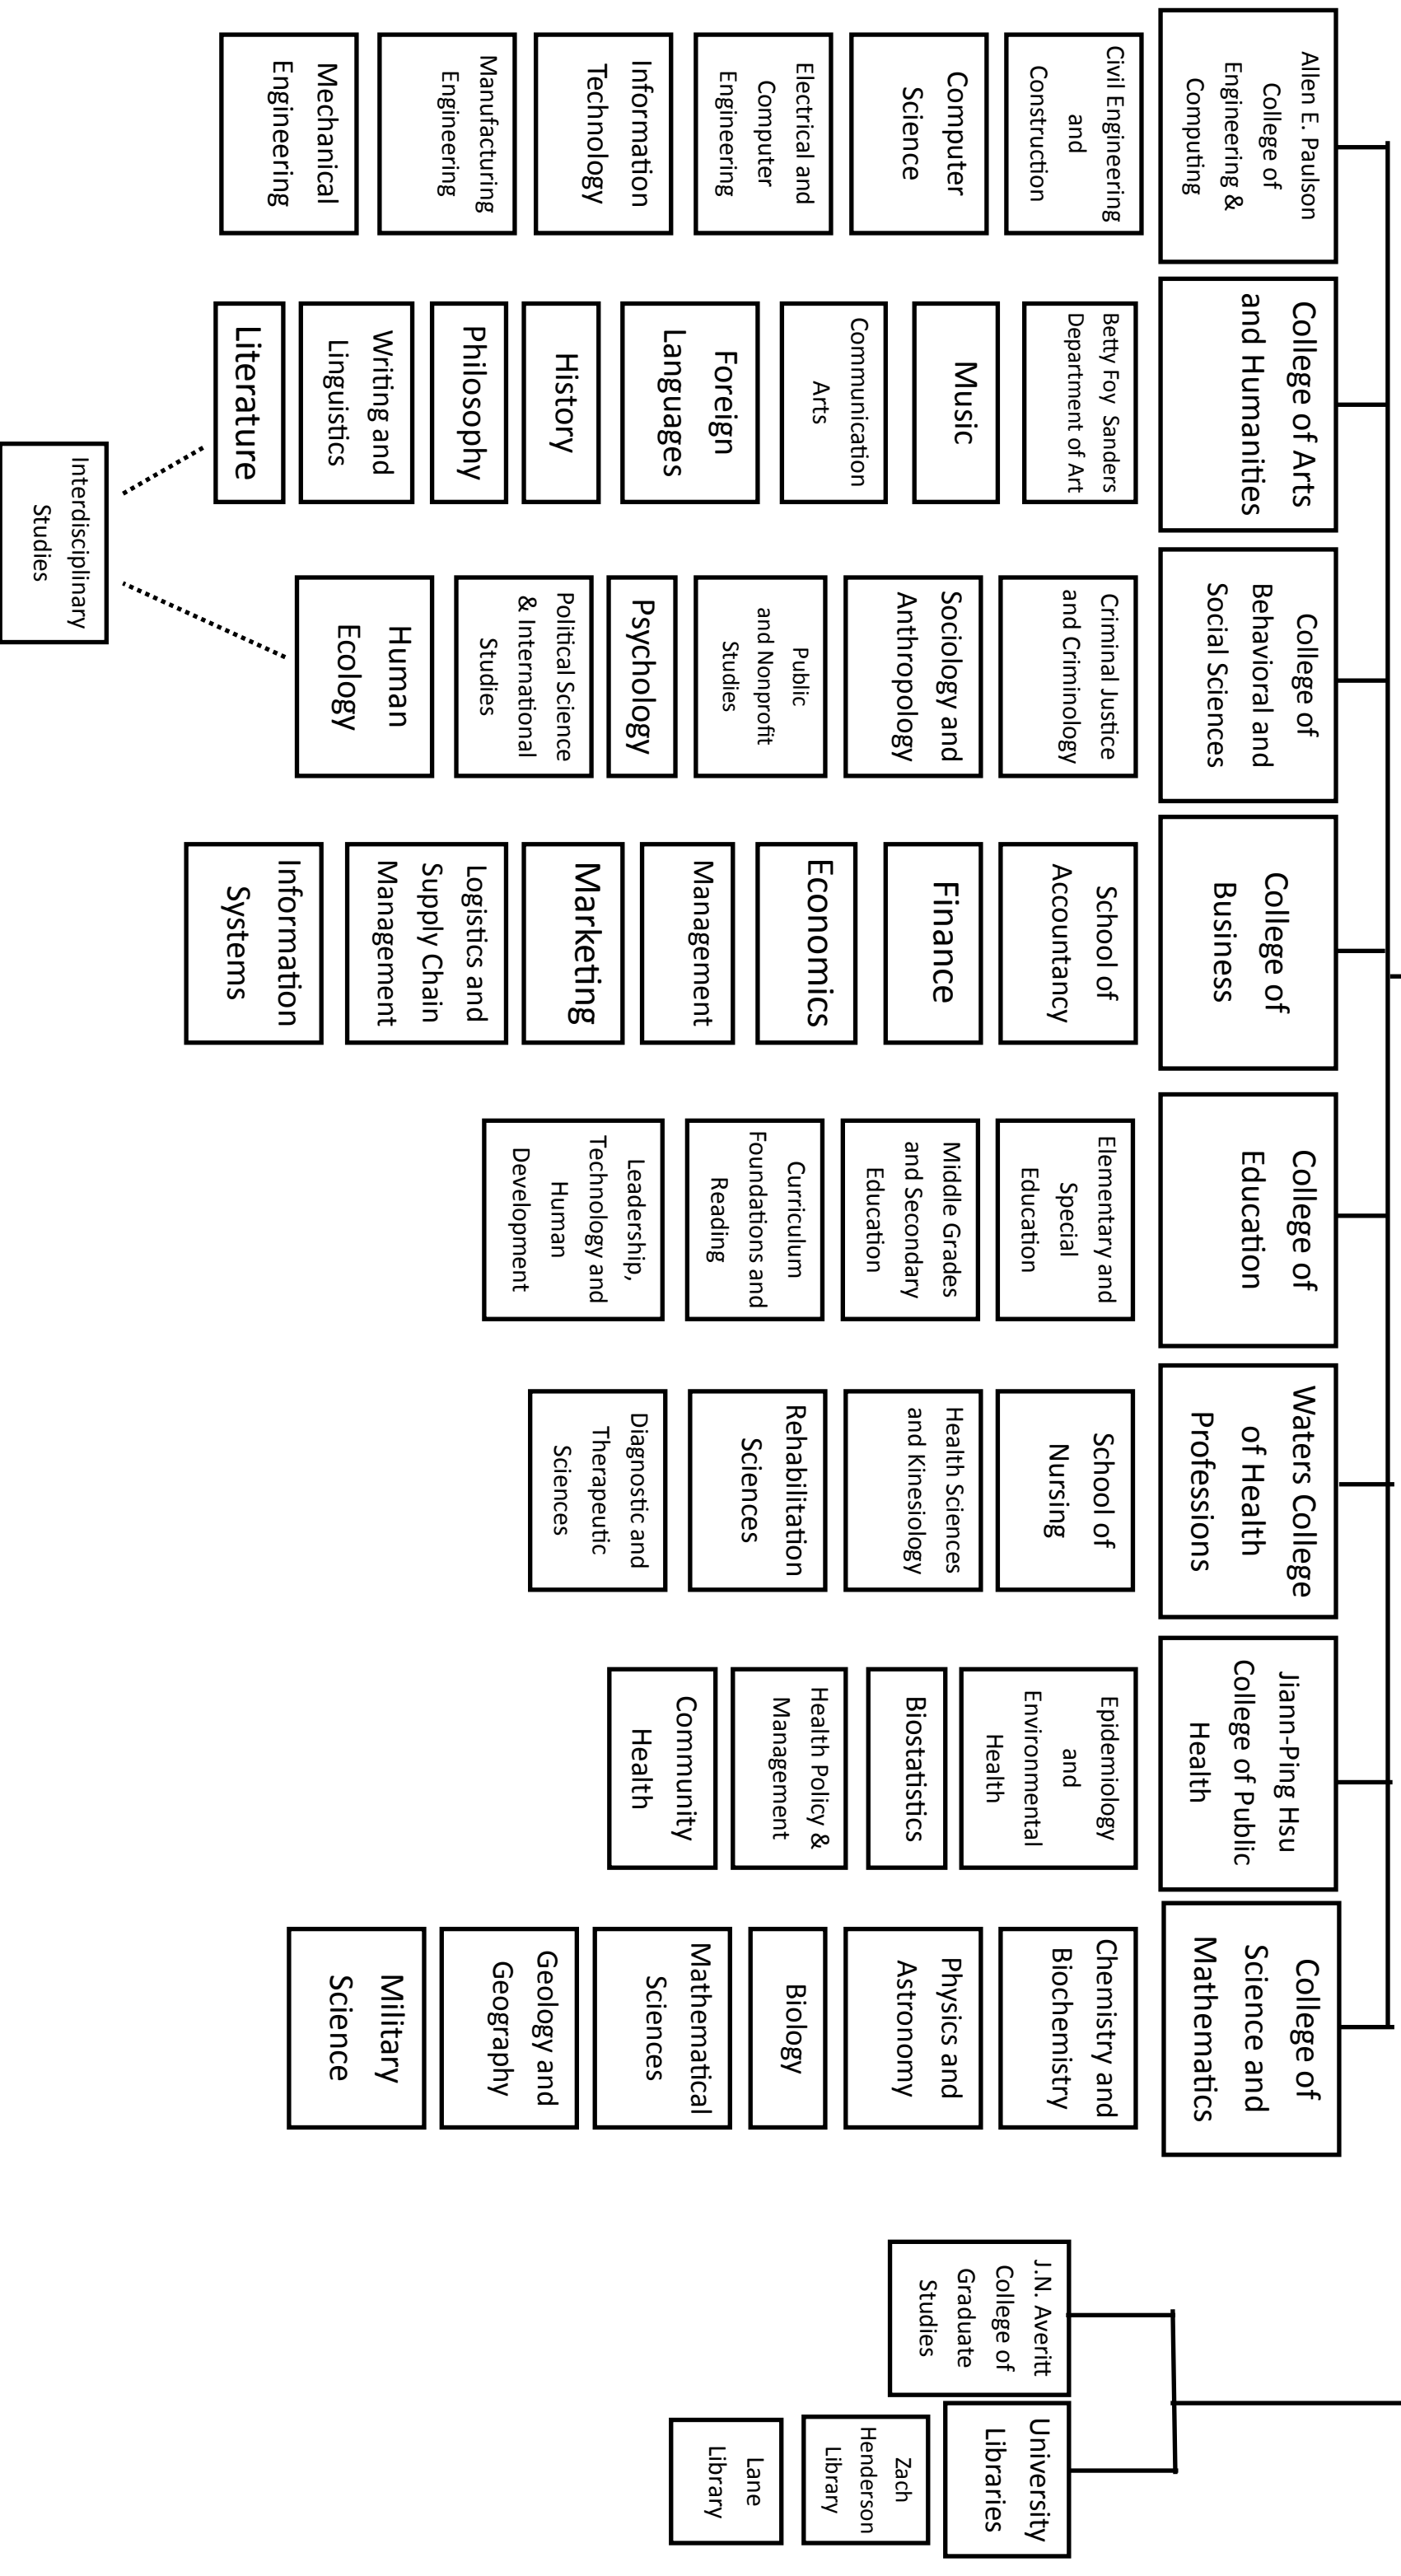 Allen E. Paulson
College of
Engineering &
Computing
Civil Engineering
and
Construction
Computer
Science
Electrical and
Computer
Engineering
Information
Technology
Manufacturing
Engineering
Mechanical
Engineering
College of Arts
and Humanities
Betty Foy Sanders
Department of Art
Music
Communication
Arts
Foreign
Languages
History
Philosophy
Writing and
Linguistics
Literature
Interdisciplinary
Studies
College of
Behavioral and
Social Sciences
Criminal Justice
and Criminology
Sociology and
Anthropology
Public
and Nonprofit
Studies
Psychology
Political Science
& International
Studies
Human
Ecology
College of
Business
School of
Accountancy
Finance
Economics
Management
Marketing
Logistics and
Supply Chain
Management
Information
Systems
College of
Education
Elementary and
Special
Education
Middle Grades
and Secondary
Education
Curriculum
Foundations and
Reading
Leadership,
Technology and
Human
Development
Waters College
of Health
Professions
School of
Nursing
Health Sciences
and Kinesiology
Rehabilitation
Sciences
Diagnostic and
Therapeutic
Sciences
Jiann-Ping Hsu
College of Public
Health
Epidemiology
and
Environmental
Health
Biostatistics
Health Policy &
Management
Community
Health
College of
Science and
Mathematics
Chemistry and
Biochemistry
Physics and
Astronomy
Biology
Mathematical
Sciences
Geology and
Geography
Military
Science
J.N. Averitt
College of
Graduate
Studies
University
Libraries
Zach
Henderson
Library
Lane
Library